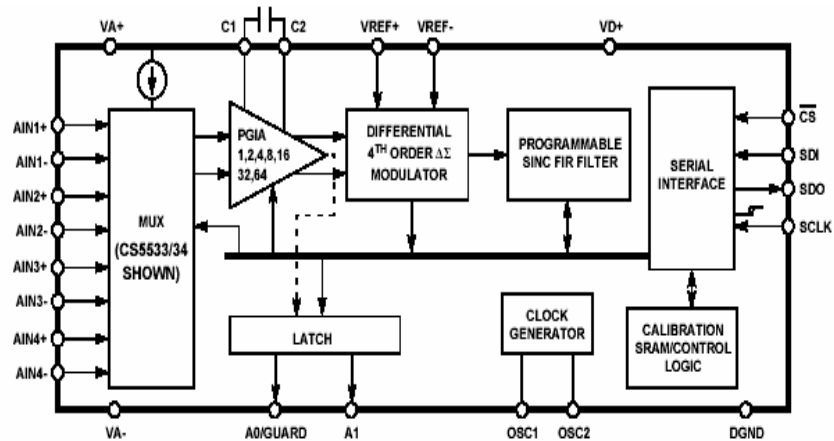 VA+
C1
C2
VREF+
VREF-
VD+
AIN1+
AIN1-
AIN2+
AIN2-
AIN3+
AIN3-
AIN4+
AIN4-
MUX
(CS5533/34
SHOWN)
PGIA
1,2,4,8,16
32,64
DIFFERENTIAL
4TH ORDER ΔΣ
MODULATOR
PROGRAMMABLE
SINC FIR FILTER
SERIAL
INTERFACE
CS
SDI
SDO
SCLK
LATCH
CLOCK
GENERATOR
CALIBRATION
SRAM/CONTROL
LOGIC
VA-
A0/GUARD
A1
OSC1
OSC2
DGND